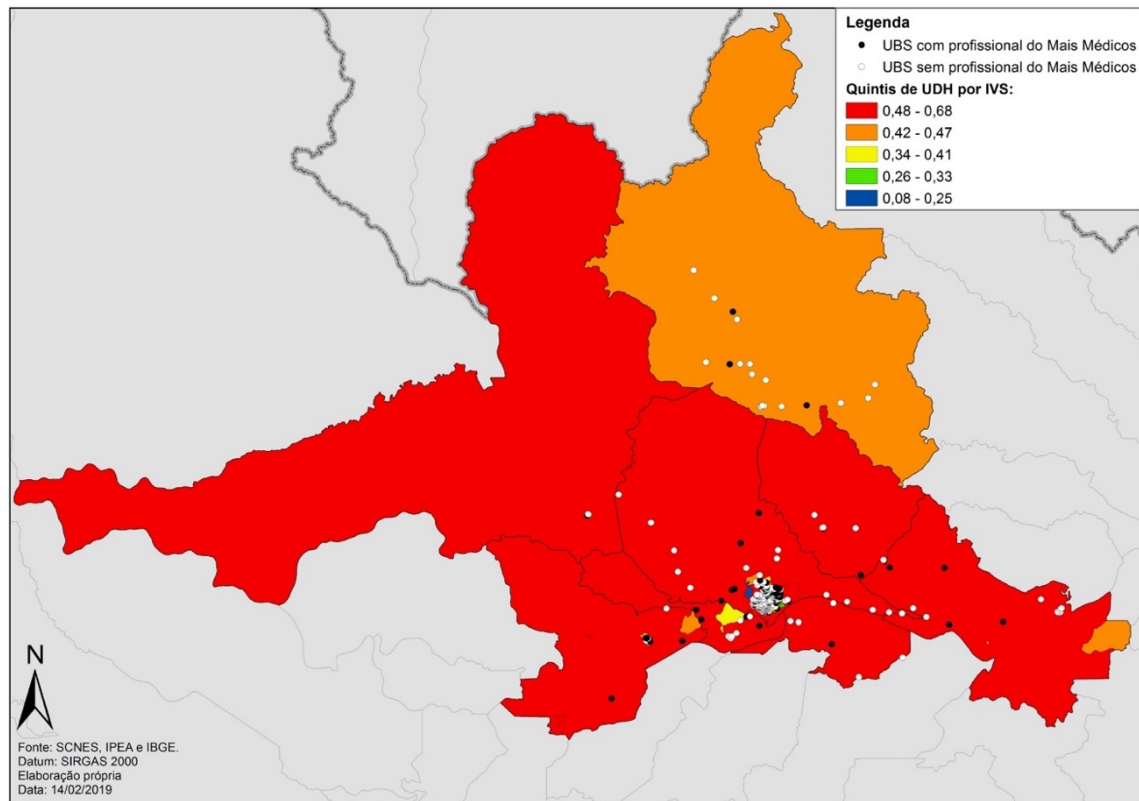 Legenda
UBS com profissional do Mais Médicos
UBS sem profissional do Mais Médicos
Quintis de UDH por IVS:
0,48 - 0,68
0,42 - 0,47
0,34 - 0,41
0,26 - 0,33
0,08 - 0,25
N
Fonte: SCNES, IPEA e IBGE.
Datum: SIRGAS 2000
Elaboração própria
Data: 14/02/2019